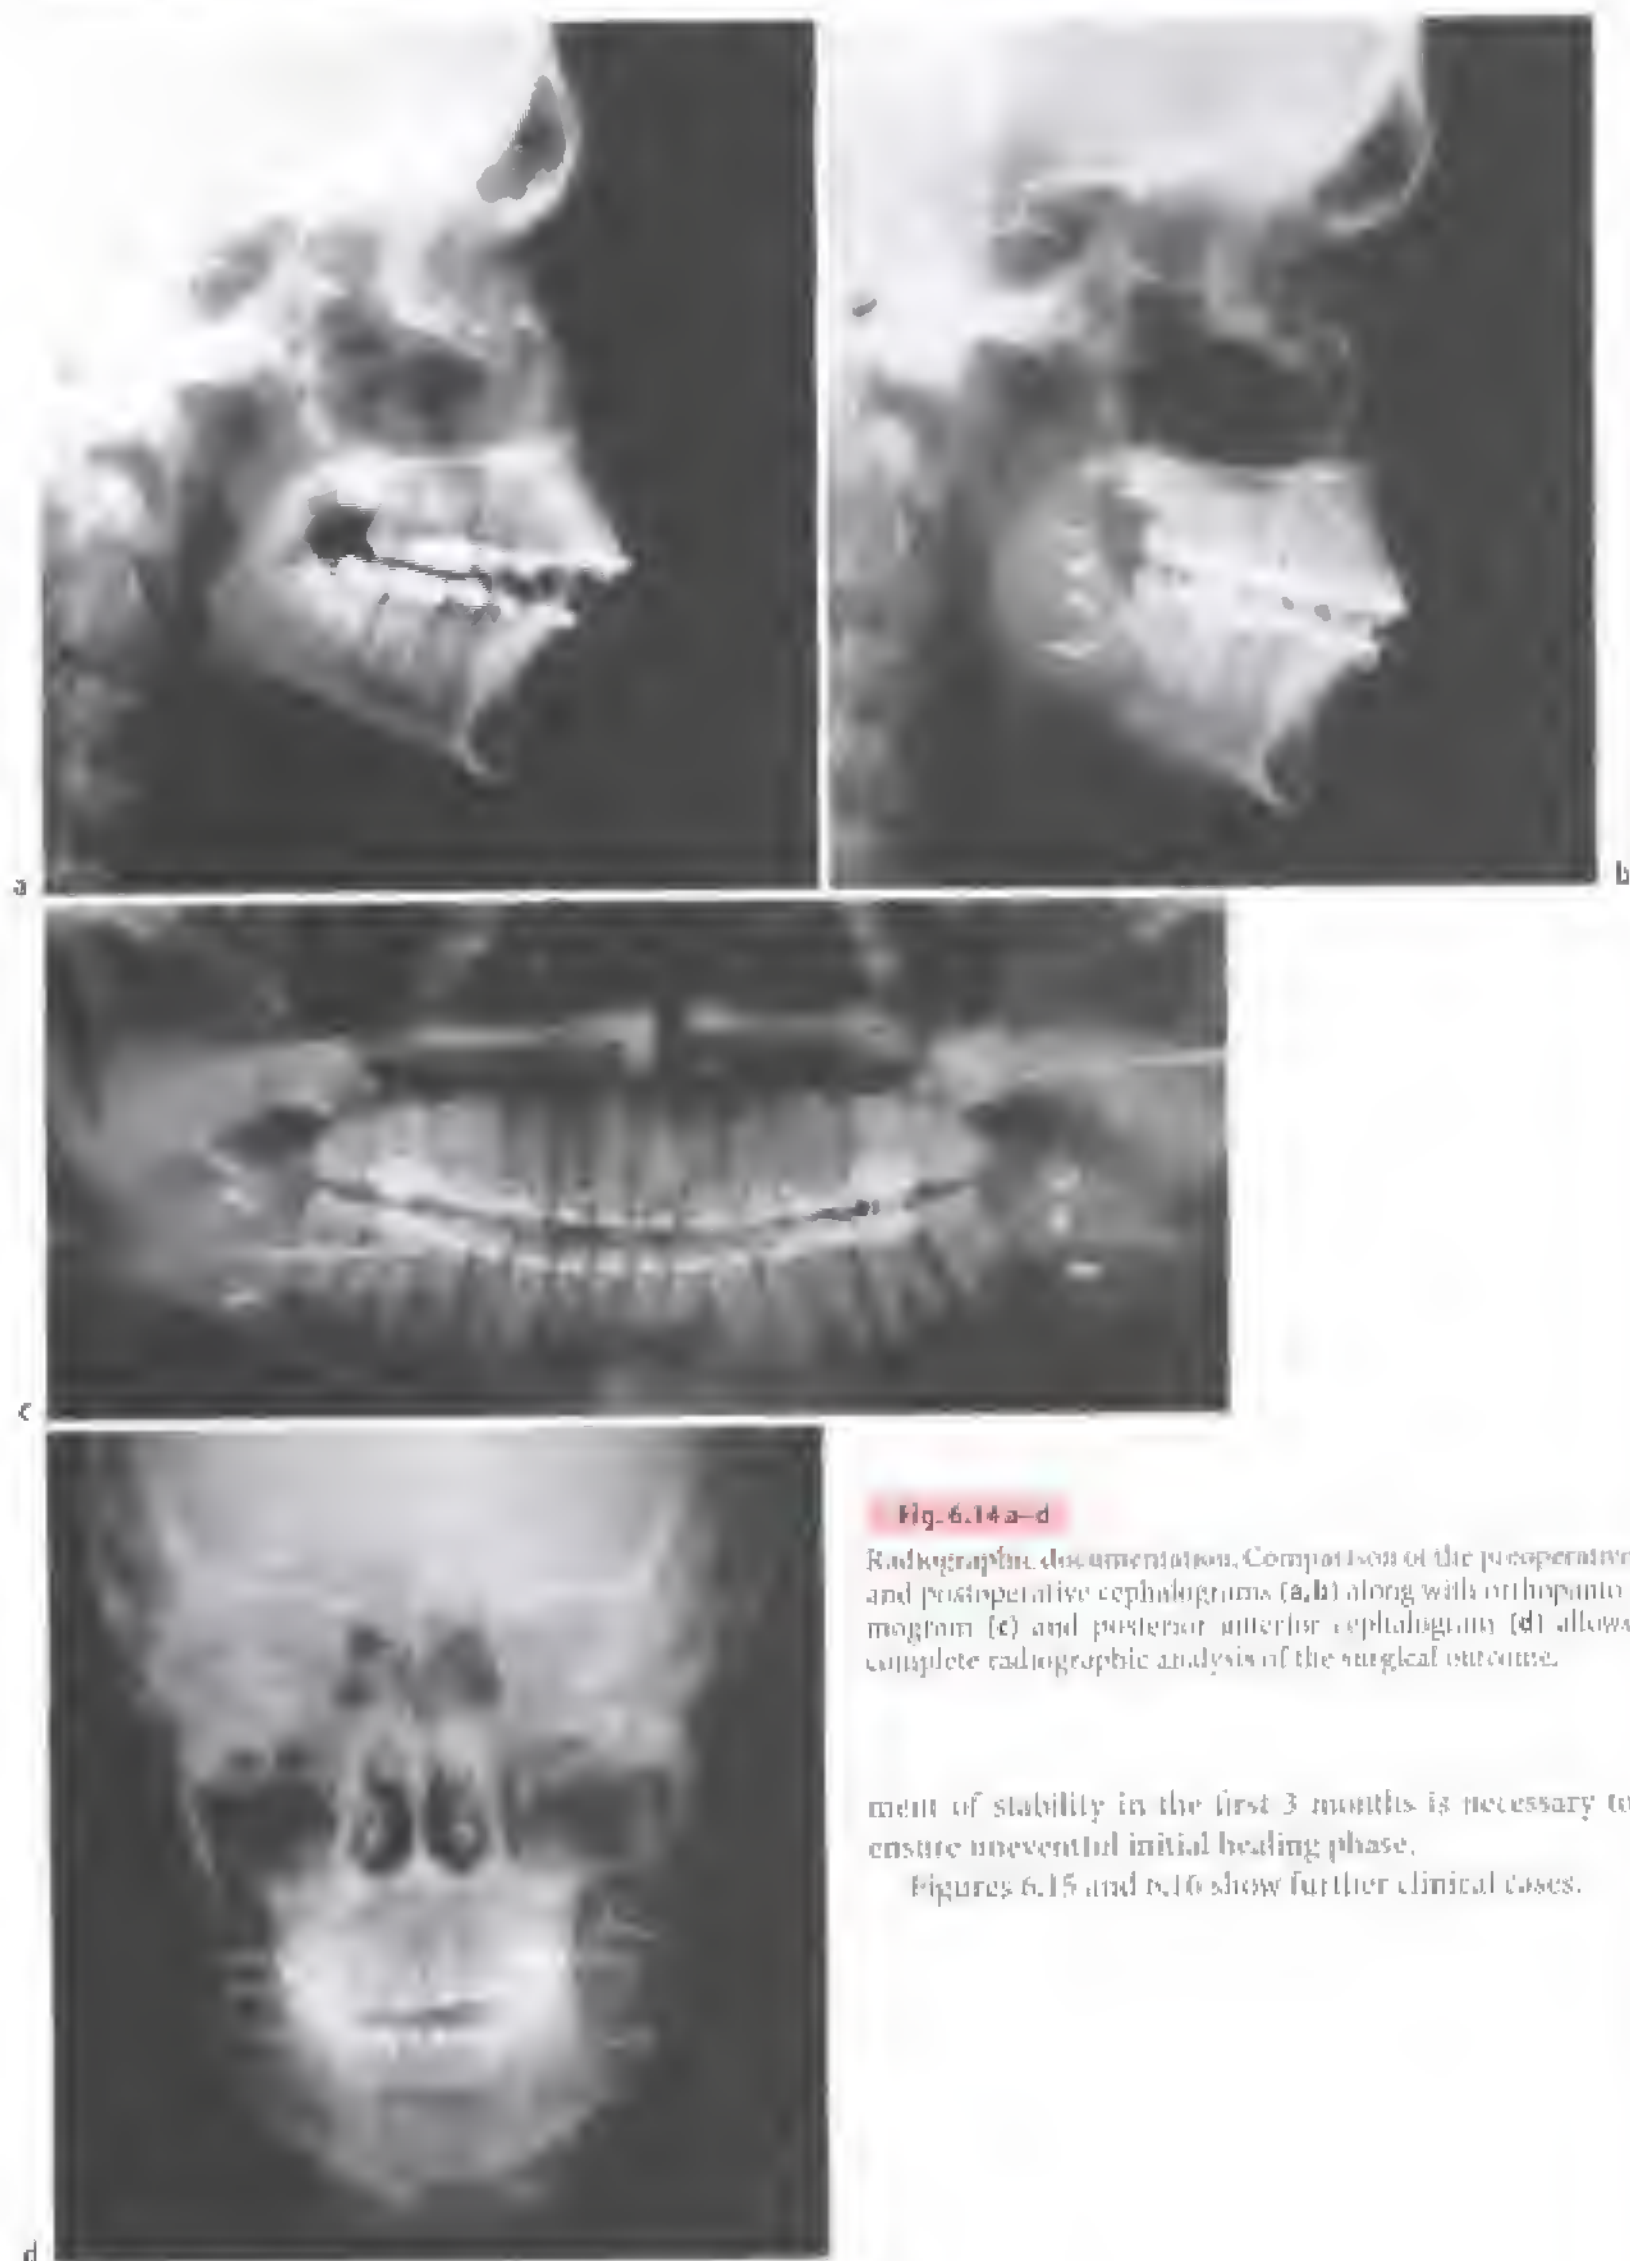 a
b
c
d
Fig. 6.14 a–d
Radiographic documentation. Comparison of the preoperative
and postoperative cephalograms (a,b) along with orthopanto
mogram (c) and posterior anterior cephalogram (d) allows
complete radiographic analysis of the surgical outcome.
ment of stability in the first 3 months is necessary to
ensure uneventful initial healing phase.
Figures 6.15 and 6.16 show further clinical cases.